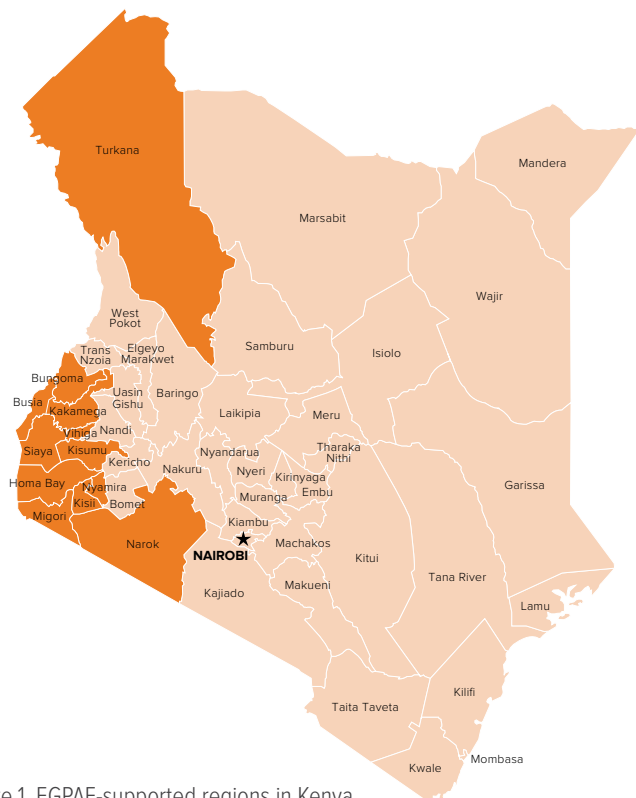 Turkana
Mandera
Marsabit
Wajir
West
Pokot
Samburu
Isiolo
Trans
Nzoia
Elgeyo
Marakwet
Bungoma
Uasin
Gishu
Baringo
Busia
Kakamega
Laikipia
Meru
Vihiga
Nandi
Siaya
Kisumu
Kericho
Nyandarua
Tharaka
Nithi
Nakuru
Nyeri
Kirinyaga
Garissa
Homa Bay
Nyamira
Embu
Muranga
Kisii
Bomet
Migori
Kiambu
Narok
Machakos
NAIROBI
Kitui
Tana River
Makueni
Kajiado
Lamu
Kilifi
Taita Taveta
Mombasa
Kwale
1. EGPAF-supported regions in Kenya